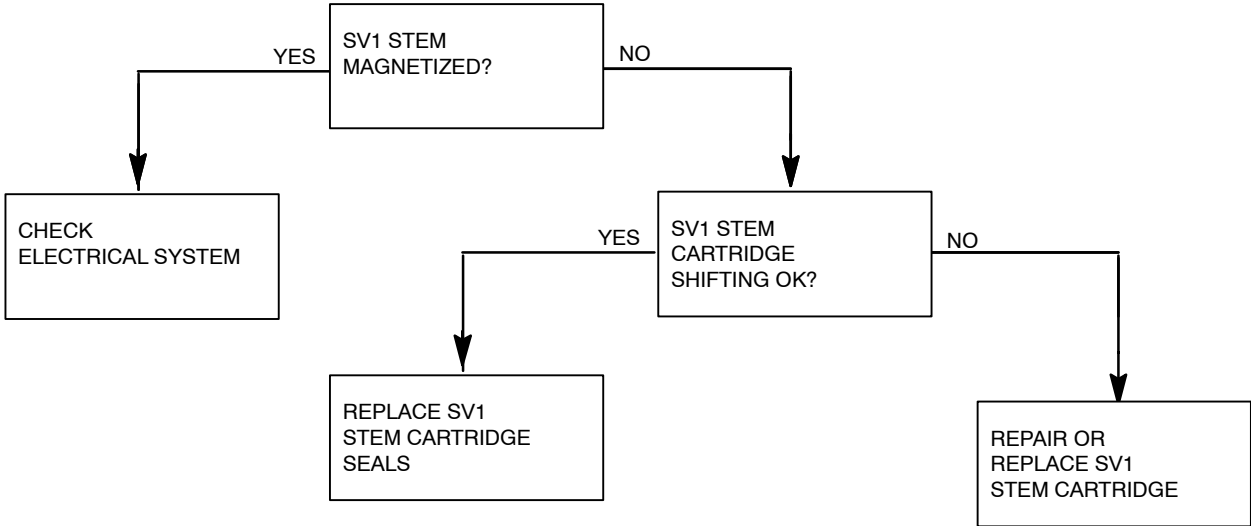 SV1 STEM
MAGNETIZED?
YES
NO
CHECK
ELECTRICAL SYSTEM
SV1 STEM
CARTRIDGE
SHIFTING OK?
YES
NO
REPLACE SV1
STEM CARTRIDGE
SEALS
REPAIR OR
REPLACE SV1
STEM CARTRIDGE